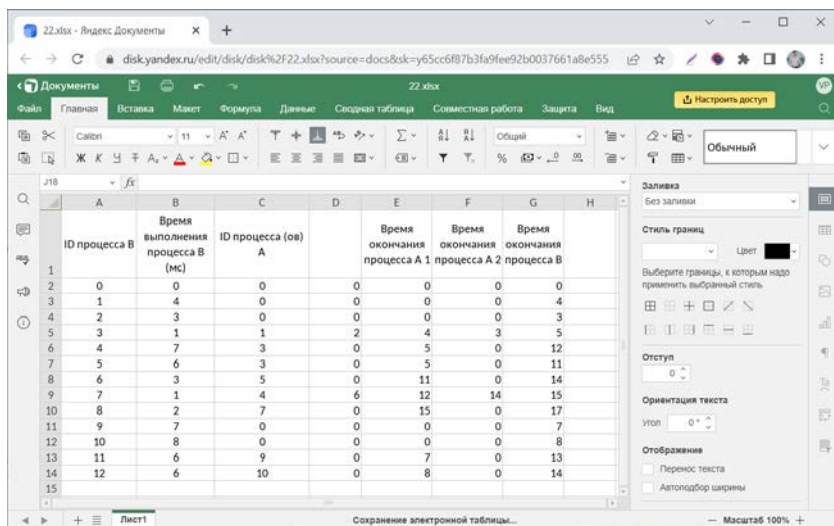 22.xlsx - Яндекс Документы
disk.yandex.ru/edit/disk/disk%2F22.xlsx?source=docs&sk=y65cc6f87b3fa9fee92b0037661a8e555
Документы
22.xlsx
VP
Файл Главная Вставка Макет Формула Данные Сводная таблица Совместная работа Защита Вид
Настроить доступ
Calibri 11 Общий
Обычный
Ж К Ч
J18 fx
Заливка
Без заливки
A B C D E F G H
1 ID процесса B Время выполнения процесса B (мс) ID процесса (ов) A Время окончания процесса A 1 Время окончания процесса A 2 Время окончания процесса B
2 0 0 0 0 0 0 0
3 1 4 0 0 0 0 4
4 2 3 0 0 0 0 3
5 3 1 1 2 4 3 5
6 4 7 3 0 5 0 12
7 5 6 3 0 5 0 11
8 6 3 5 0 11 0 14
9 7 1 4 6 12 14 15
10 8 2 7 0 15 0 17
11 9 7 0 0 0 0 7
12 10 8 0 0 0 0 8
13 11 6 9 0 7 0 13
14 12 6 10 0 8 0 14
15
Стиль границ
Цвет
Выберите границы, к которым надо
применить выбранный стиль
Отступ
0
Ориентация текста
Угол 0 °
Отображение
Перенос текста
Автоподбор ширины
Лист1
Сохранение электронной таблицы...
Масштаб 100%